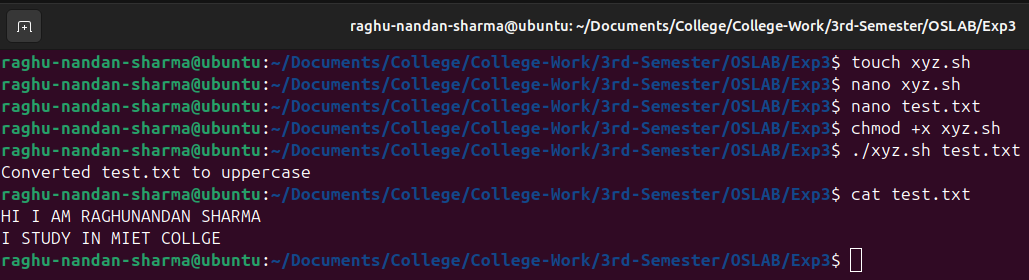 raghu-nandan-sharma@ubuntu: ~/Documents/College/College-Work/3rd-Semester/OSLAB/Exp3
raghu-nandan-sharma@ubuntu:~/Documents/College/College-Work/3rd-Semester/OSLAB/Exp3$ touch xyz.sh
raghu-nandan-sharma@ubuntu:~/Documents/College/College-Work/3rd-Semester/OSLAB/Exp3$ nano xyz.sh
raghu-nandan-sharma@ubuntu:~/Documents/College/College-Work/3rd-Semester/OSLAB/Exp3$ nano test.txt
raghu-nandan-sharma@ubuntu:~/Documents/College/College-Work/3rd-Semester/OSLAB/Exp3$ chmod +x xyz.sh
raghu-nandan-sharma@ubuntu:~/Documents/College/College-Work/3rd-Semester/OSLAB/Exp3$ ./xyz.sh test.txt
Converted test.txt to uppercase
raghu-nandan-sharma@ubuntu:~/Documents/College/College-Work/3rd-Semester/OSLAB/Exp3$ cat test.txt
HI I AM RAGHUNANDAN SHARMA
I STUDY IN MIET COLLGE
raghu-nandan-sharma@ubuntu:~/Documents/College/College-Work/3rd-Semester/OSLAB/Exp3$